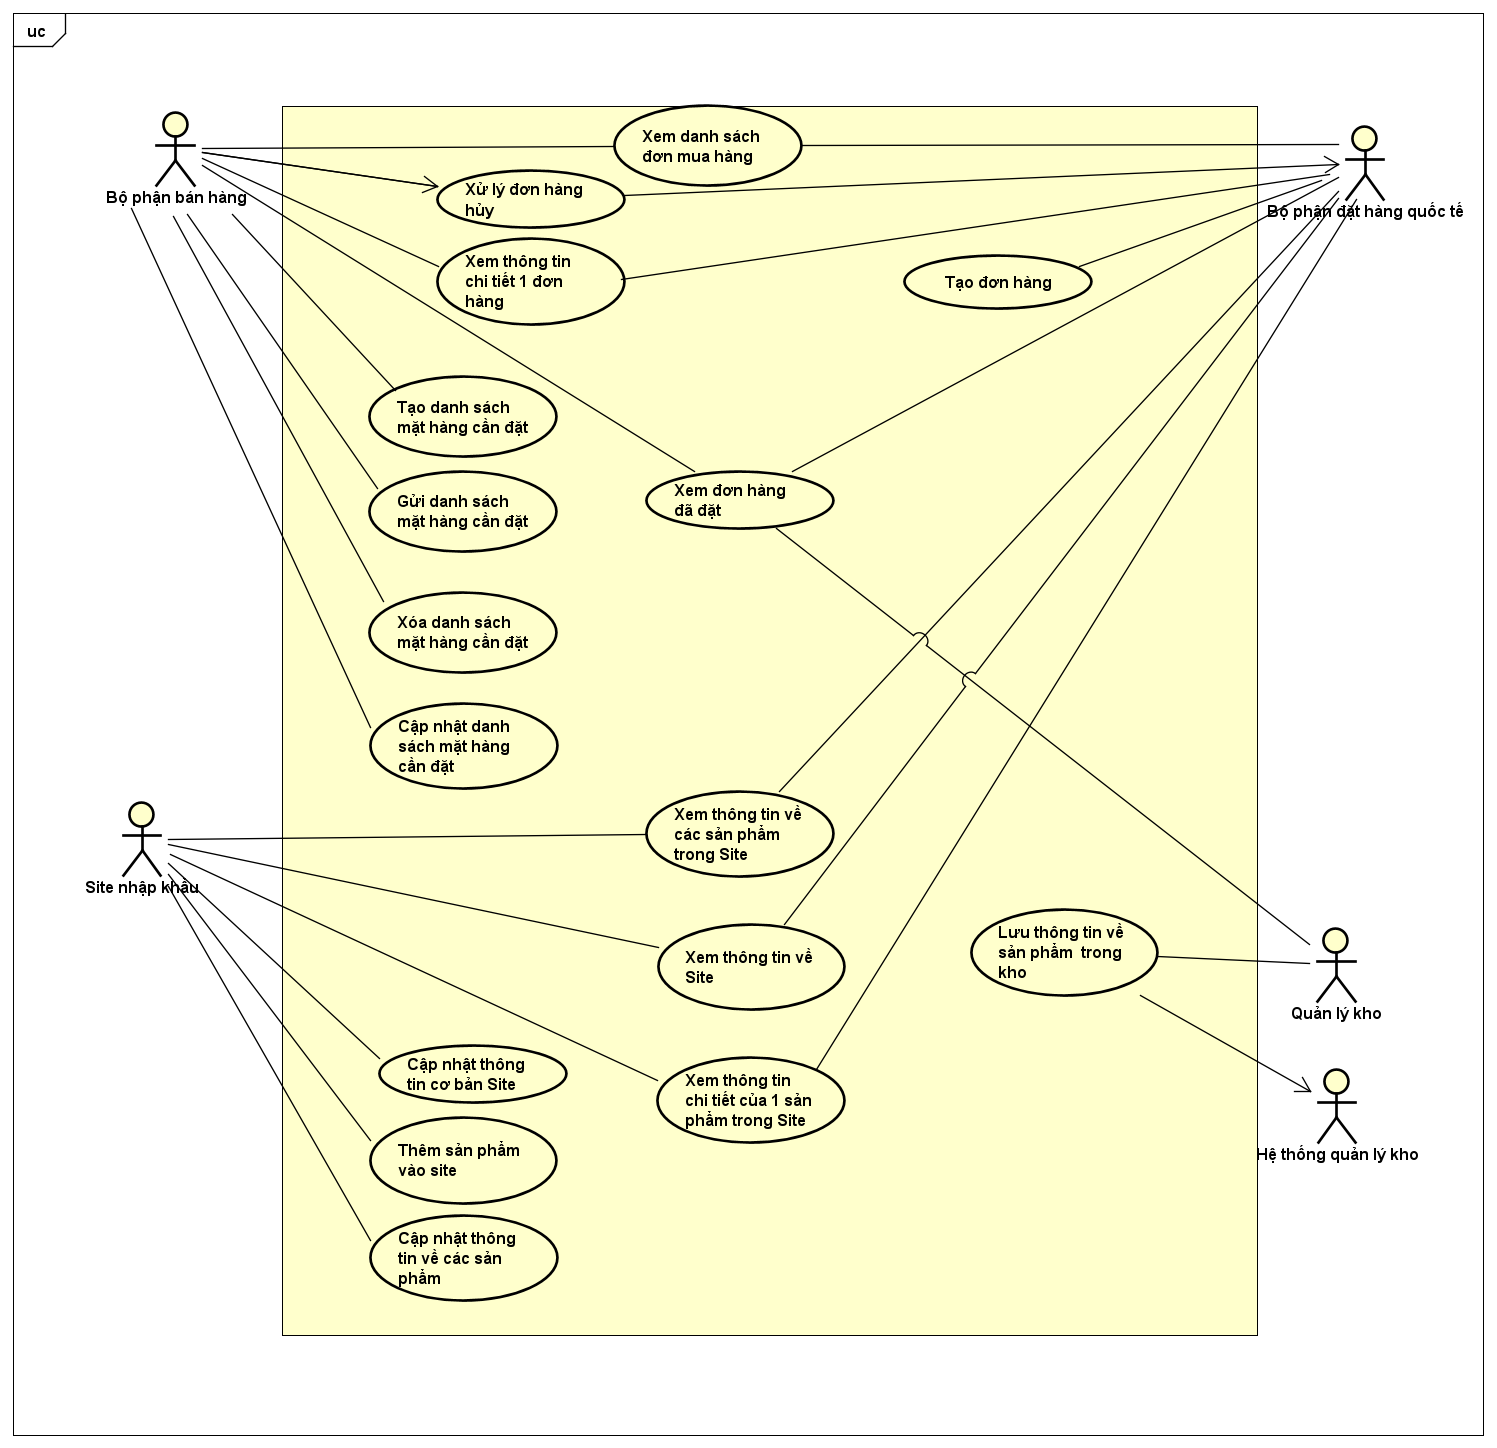 uc
Bộ phận bán hàng
Bộ phận đặt hàng quốc tế
Xem danh sách
đơn mua hàng
Xử lý đơn hàng
hủy
Xem thông tin
chi tiết 1 đơn
hàng
Tạo đơn hàng
Tạo danh sách
mặt hàng cần đặt
Gửi danh sách
mặt hàng cần đặt
Xem đơn hàng
đã đặt
Xóa danh sách
mặt hàng cần đặt
Cập nhật danh
sách mặt hàng
cần đặt
Site nhập khẩu
Xem thông tin về
các sản phẩm
trong Site
Xem thông tin về
Site
Lưu thông tin về
sản phẩm  trong
kho
Quản lý kho
Cập nhật thông
tin cơ bản Site
Xem thông tin
chi tiết của 1 sản
phẩm trong Site
Hệ thống quản lý kho
Thêm sản phẩm
vào site
Cập nhật thông
tin về các sản
phẩm